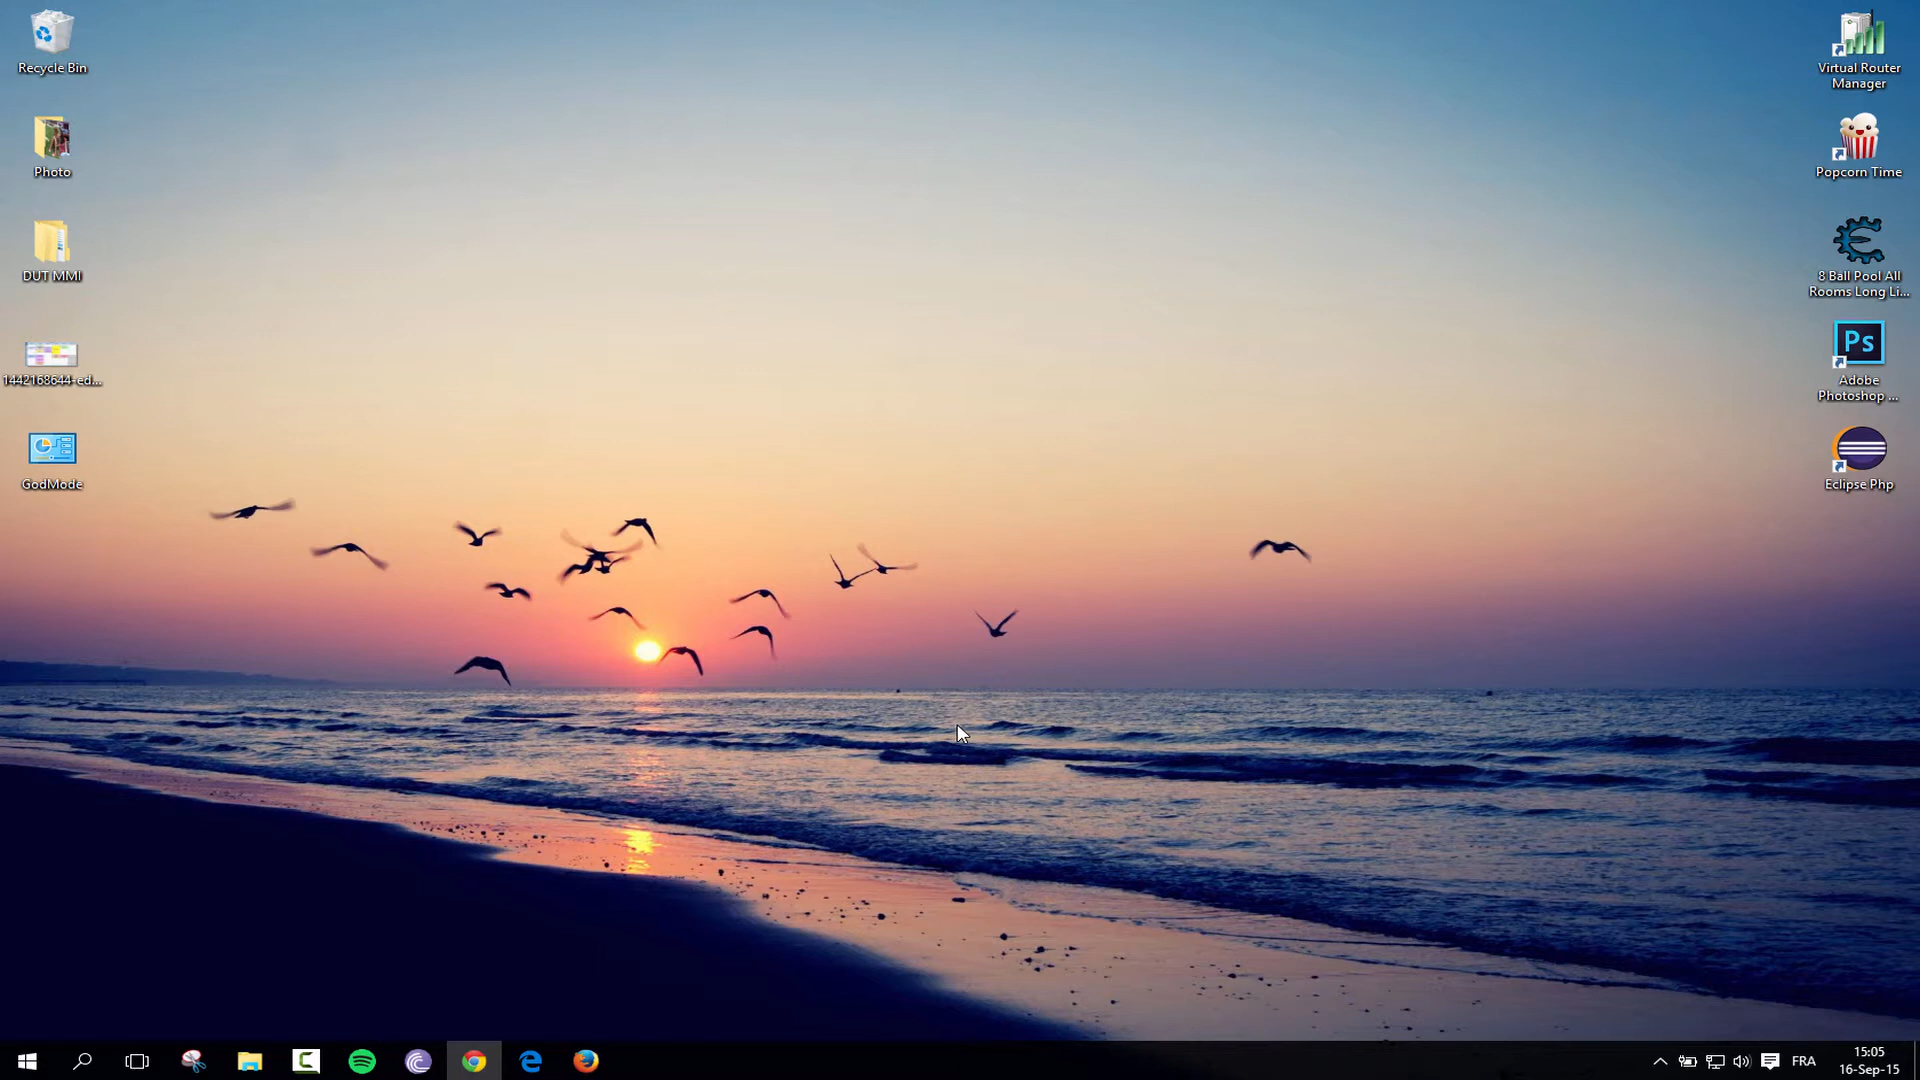 Recycle Bin
Photo
DUT MMI
1442168644-ed...
GodMode
Virtual Router
Manager
Popcorn Time
8 Ball Pool All
Rooms Long Li...
Ps
Adobe
Photoshop ...
Eclipse Php
FRA
15:05
16-Sep-15